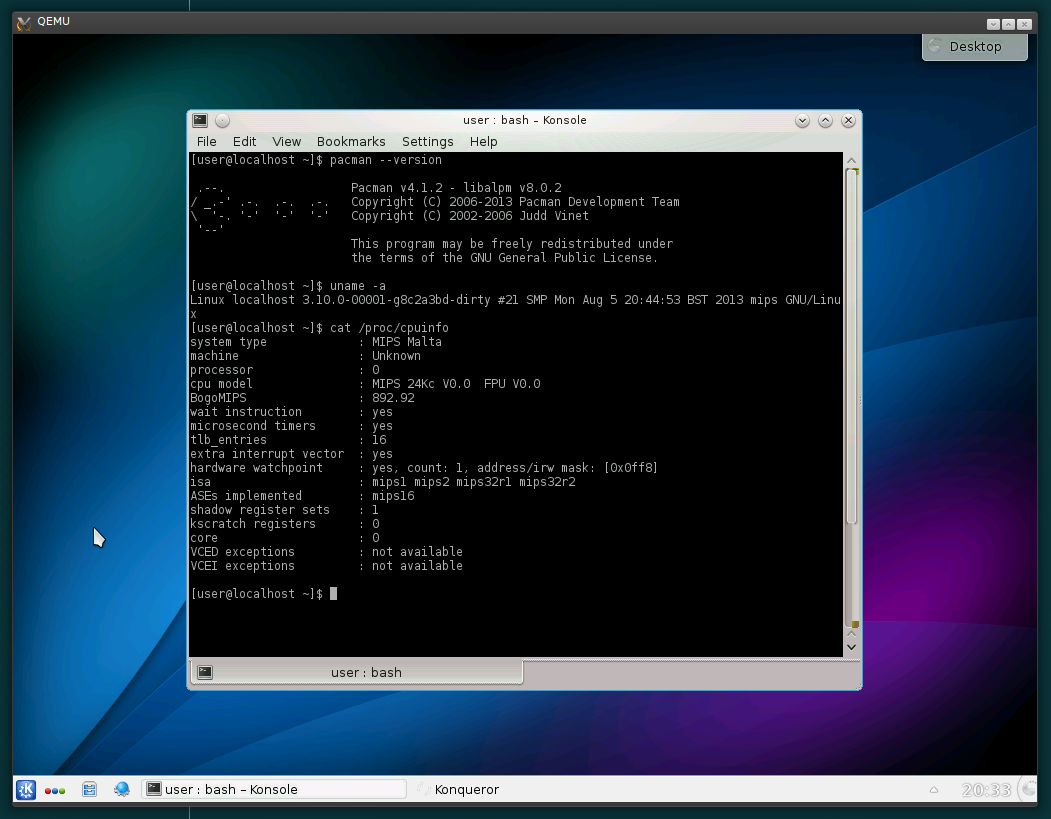 QEMU
Desktop
user : bash – Konsole
File Edit View Bookmarks Settings Help
[user@localhost ~]$ pacman --version
 .--.                  Pacman v4.1.2 - libalpm v8.0.2
/ _.-' .-.  .-.  .-.   Copyright (C) 2006-2013 Pacman Development Team
\  '-. '-'  '-'  '-'   Copyright (C) 2002-2006 Judd Vinet
 '--'
                       This program may be freely redistributed under
                       the terms of the GNU General Public License.
[user@localhost ~]$ uname -a
Linux localhost 3.10.0-00001-g8c2a3bd-dirty #21 SMP Mon Aug 5 20:44:53 BST 2013 mips GNU/Linu
x
[user@localhost ~]$ cat /proc/cpuinfo
system type             : MIPS Malta
machine                 : Unknown
processor               : 0
cpu model               : MIPS 24Kc V0.0  FPU V0.0
BogoMIPS                : 892.92
wait instruction        : yes
microsecond timers      : yes
tlb_entries             : 16
extra interrupt vector  : yes
hardware watchpoint     : yes, count: 1, address/irw mask: [0x0ff8]
isa                     : mips1 mips2 mips32r1 mips32r2
ASEs implemented        : mips16
shadow register sets    : 1
kscratch registers      : 0
core                    : 0
VCED exceptions         : not available
VCEI exceptions         : not available
[user@localhost ~]$
user : bash
user : bash – Konsole
Konqueror
20:33